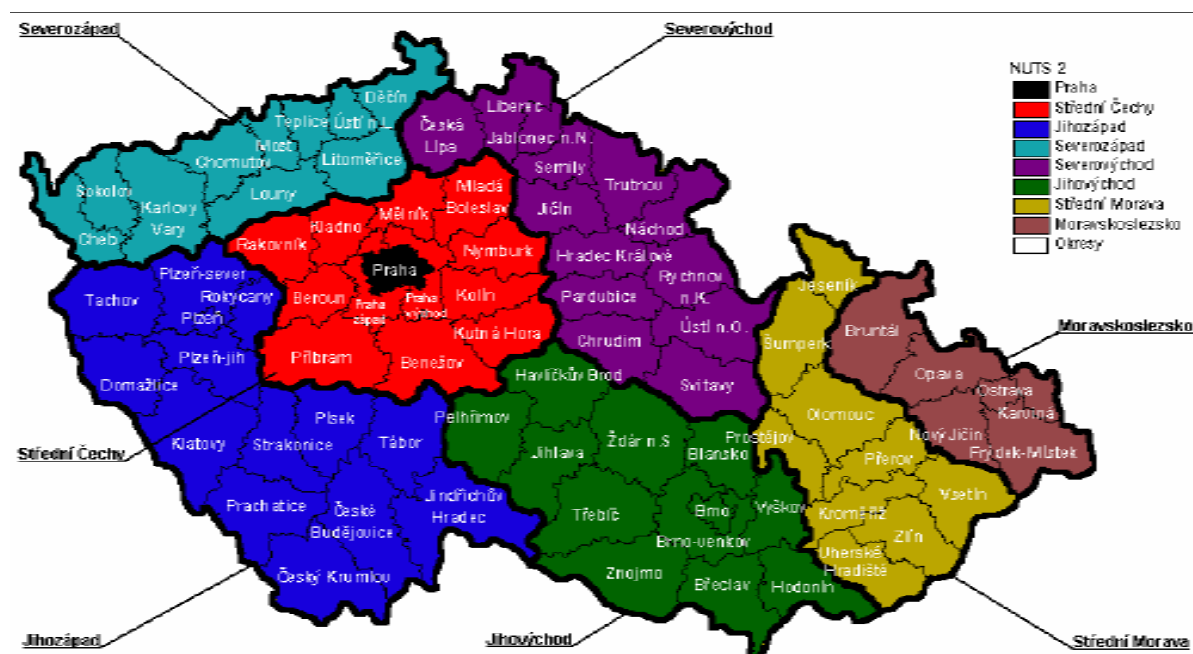 Severozápad
Severovýchod
NUTS 2
Praha
Střední Čechy
Jihozápad
Severozápad
Severovýchod
Jihovýchod
Střední Morava
Moravskoslezsko
Okresy
Děčín
Teplice
Ústí n.L.
Most
Chomutov
Litoměřice
Louny
Sokolov
Karlovy
Vary
Cheb
Liberec
Česká
Lípa
Jablonec n.N.
Semily
Trutnov
Jičín
Náchod
Hradec Králové
Rychnov
n.K.
Pardubice
Ústí n.O.
Chrudim
Svitavy
Mladá
Boleslav
Mělník
Kladno
Rakovník
Nymburk
Praha
Beroun
Praha
západ
Praha
východ
Kolín
Kutná Hora
Příbram
Benešov
Plzeň-sever
Tachov
Rokycany
Plzeň
Plzeň-jih
Domažlice
Klatovy
Písek
Strakonice
Tábor
Prachatice
České
Budějovice
Jindřichův
Hradec
Český Krumlov
Havlíčkův Brod
Pelhřimov
Jihlava
Žďár n.S
Blansko
Třebíč
Brno
Vyškov
Brno-venkov
Znojmo
Břeclav
Hodonín
Jeseník
Šumperk
Olomouc
Prostějov
Přerov
Kroměříž
Vsetín
Zlín
Uherské
Hradiště
Bruntál
Opava
Ostrava
Karviná
Nový Jičín
Frýdek-Místek
Moravskoslezsko
Střední Čechy
Jihozápad
Jihovýchod
Střední Morava